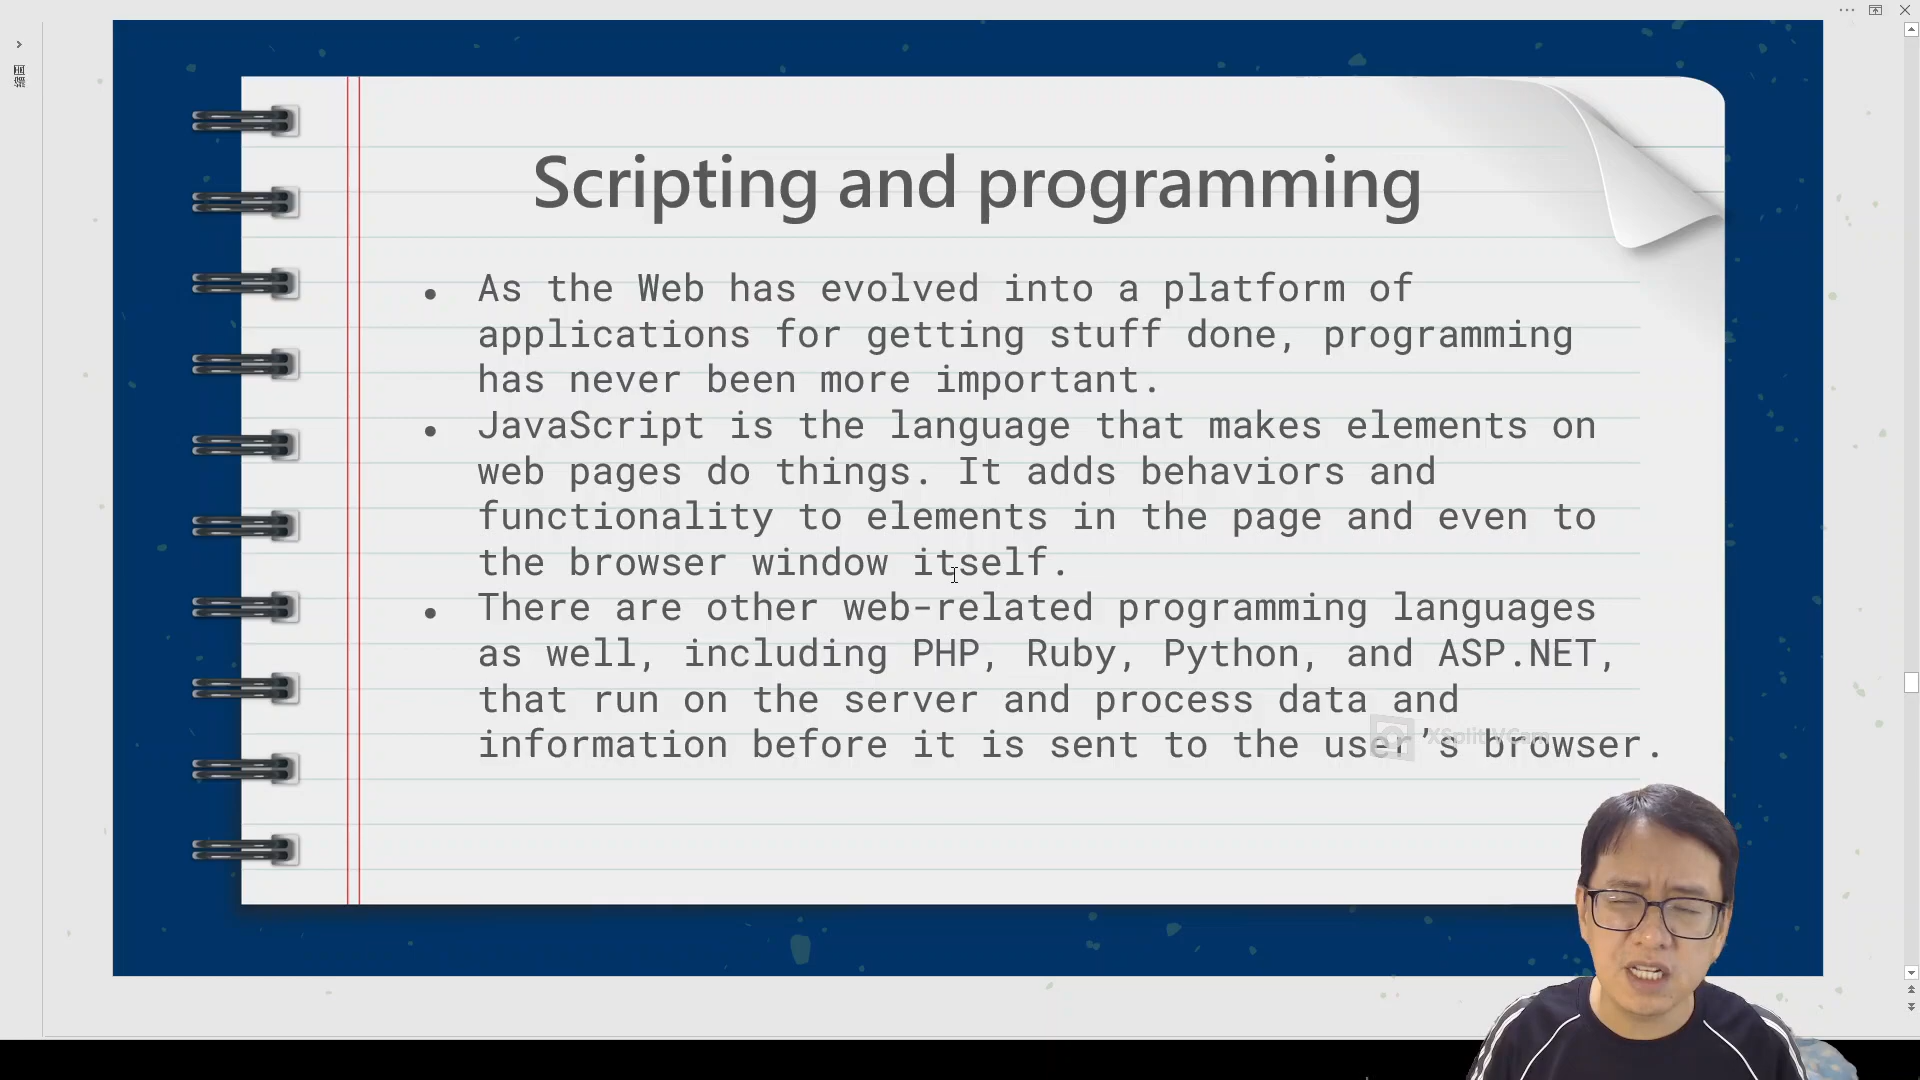 Scripting and programming
• As the Web has evolved into a platform of
applications for getting stuff done, programming
has never been more important.
• JavaScript is the language that makes elements on
web pages do things. It adds behaviors and
functionality to elements in the page and even to
the browser window itself.
• There are other web-related programming languages
as well, including PHP, Ruby, Python, and ASP.NET,
that run on the server and process data and
information before it is sent to the user’s browser.
XSplit VCam